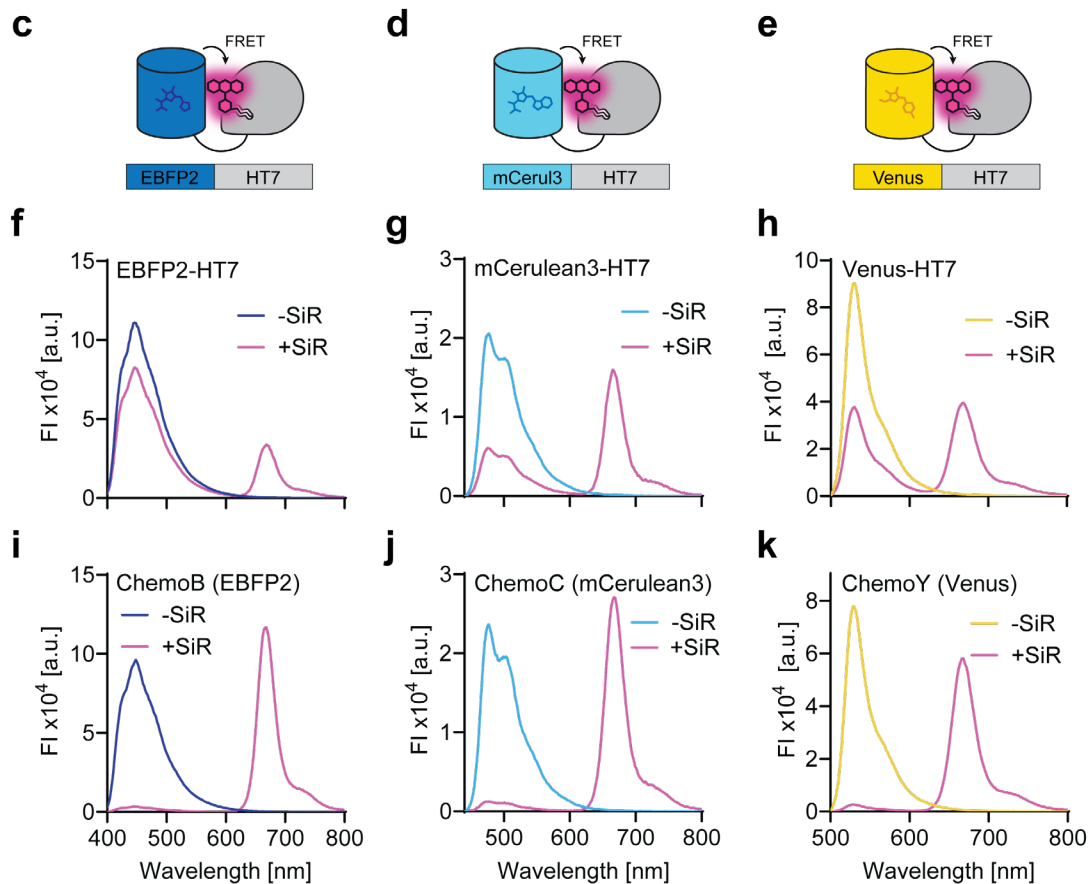 c
FRET
EBFP2 HT7
d
FRET
mCerul3 HT7
e
FRET
Venus HT7
f
EBFP2-HT7
-SiR
+SiR
FI x10⁴ [a.u.]
15
10
5
0
g
mCerulean3-HT7
-SiR
+SiR
FI x10⁴ [a.u.]
3
2
1
0
h
Venus-HT7
-SiR
+SiR
FI x10⁴ [a.u.]
10
8
6
4
2
0
i
ChemoB (EBFP2)
-SiR
+SiR
FI x10⁴ [a.u.]
15
10
5
0
400 500 600 700 800
Wavelength [nm]
j
ChemoC (mCerulean3)
-SiR
+SiR
FI x10⁴ [a.u.]
3
2
1
0
500 600 700 800
Wavelength [nm]
k
ChemoY (Venus)
-SiR
+SiR
FI x10⁴ [a.u.]
8
6
4
2
0
500 600 700 800
Wavelength [nm]